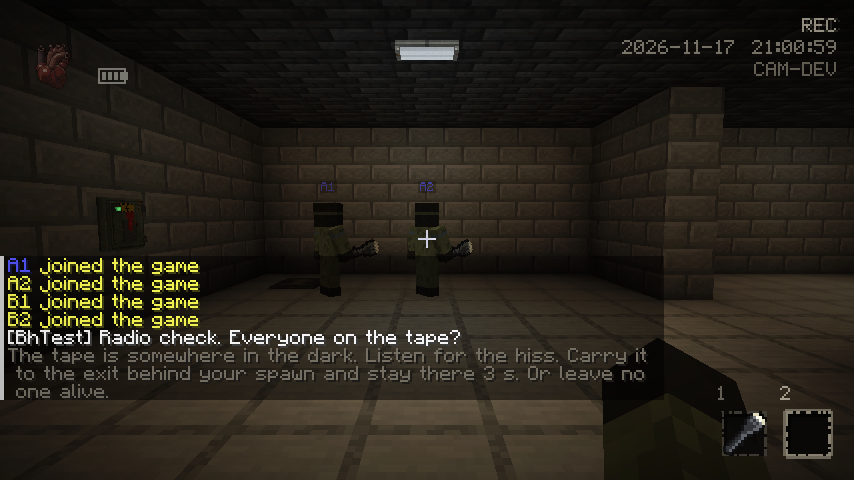 REC
2026-11-17 21:00:59
CAM-DEV
A1 A2
A1 joined the game
A2 joined the game
B1 joined the game
B2 joined the game
[BhTest] Radio check. Everyone on the tape?
The tape is somewhere in the dark. Listen for the hiss. Carry it
to the exit behind your spawn and stay there 3 s. Or leave no
one alive.
1 2